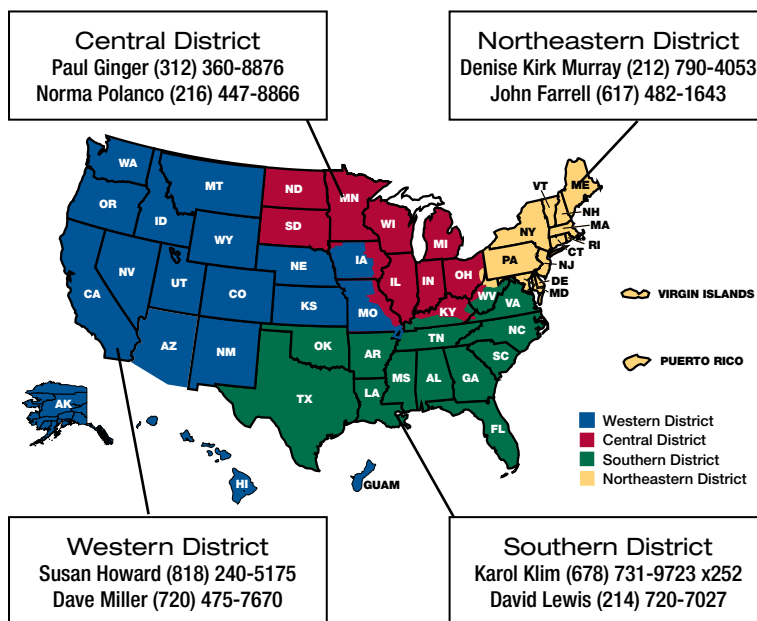 Central District
Paul Ginger (312) 360-8876
Norma Polanco (216) 447-8866
Northeastern District
Denise Kirk Murray (212) 790-4053
John Farrell (617) 482-1643
WA
MT
ND
MN
VT
ME
OR
ID
SD
WI
NH
MA
WY
MI
NY
RI
CT
NV
NE
IA
PA
NJ
CA
UT
CO
IL
IN
OH
DE
MD
KS
MO
WV
VA
VIRGIN ISLANDS
KY
AZ
NM
OK
AR
TN
NC
SC
PUERTO RICO
MS
AL
GA
LA
TX
AK
FL
HI
GUAM
Western District
Central District
Southern District
Northeastern District
Western District
Susan Howard (818) 240-5175
Dave Miller (720) 475-7670
Southern District
Karol Klim (678) 731-9723 x252
David Lewis (214) 720-7027